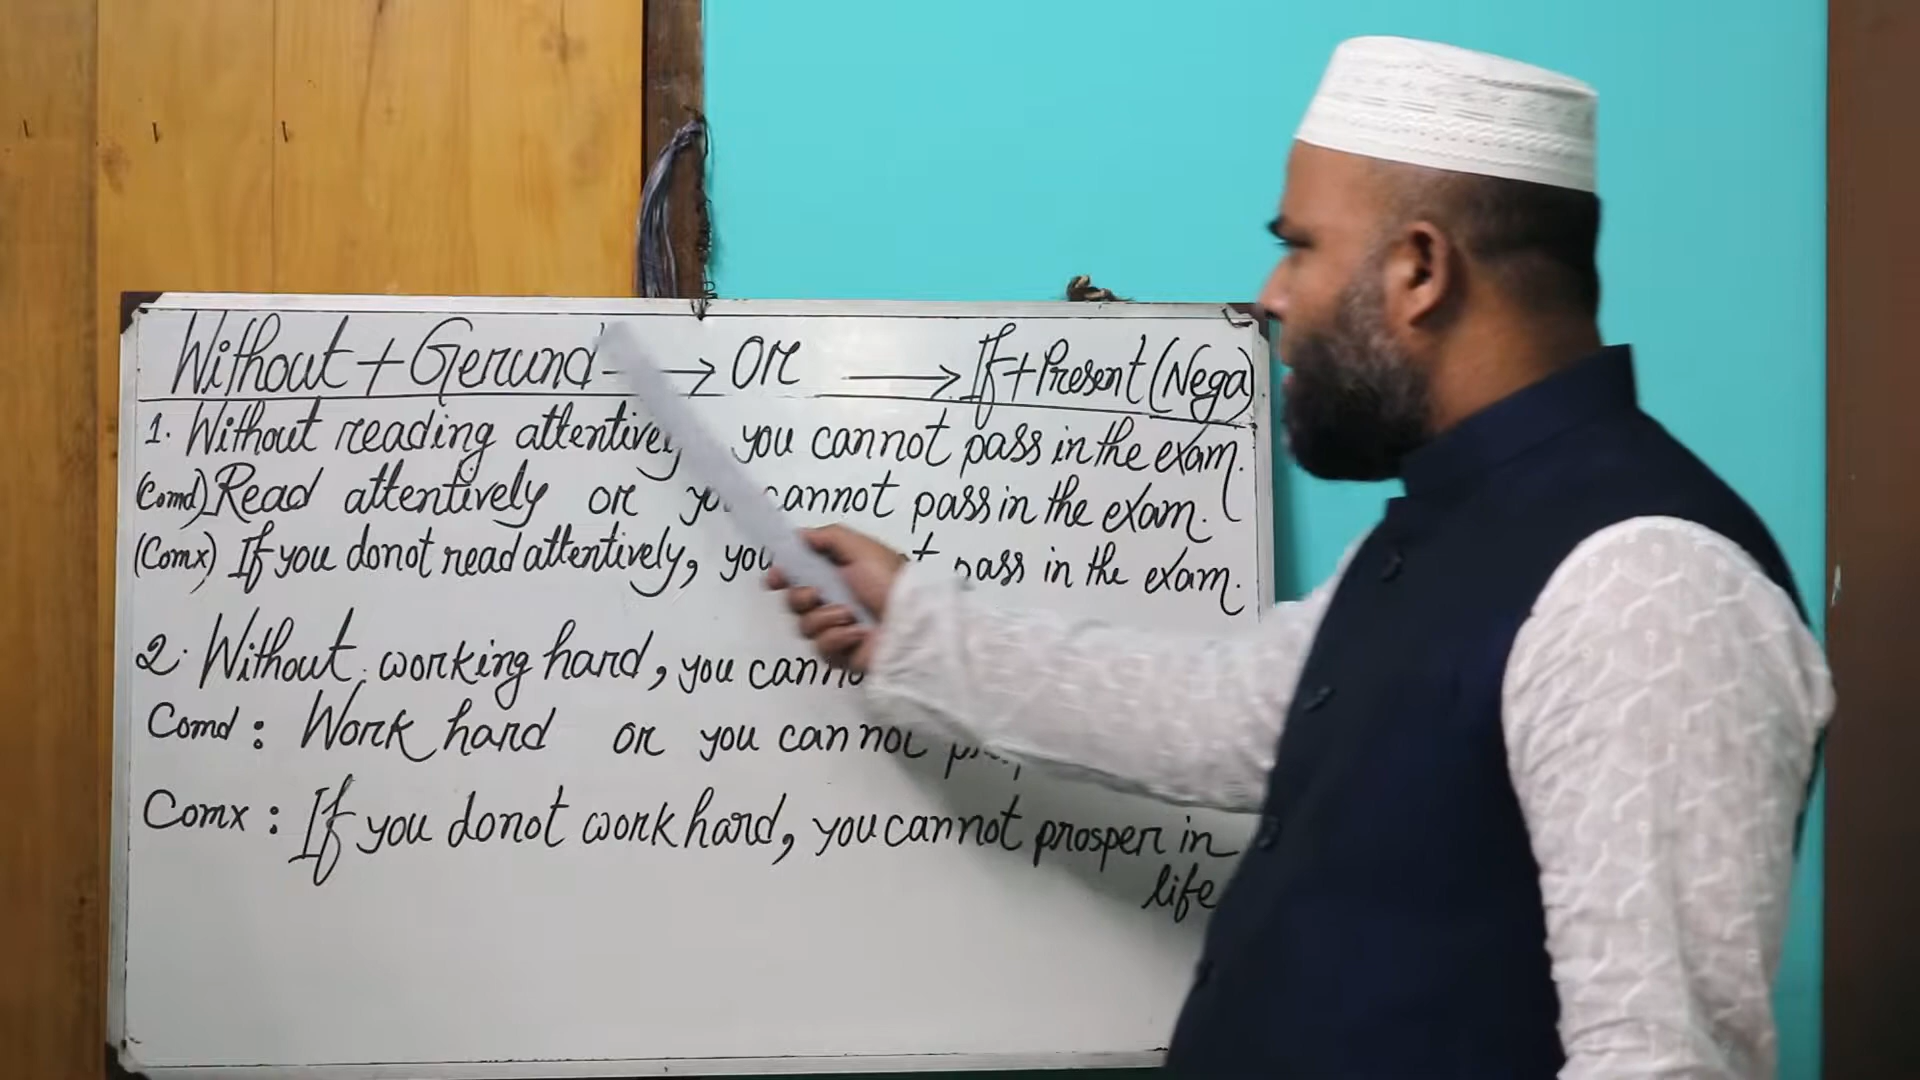 Without + Gerund → OR → If + Present (Nega)
1. Without reading you cannot pass in the exam.
(Comd) Read attentively or cannot pass in the exam.
(Comx) If you donot read attentively, you pass in the exam.
2. Without working hard, you
Comd : Work hard or you cannot
Comx : If you donot work hard, you cannot prosper in
life